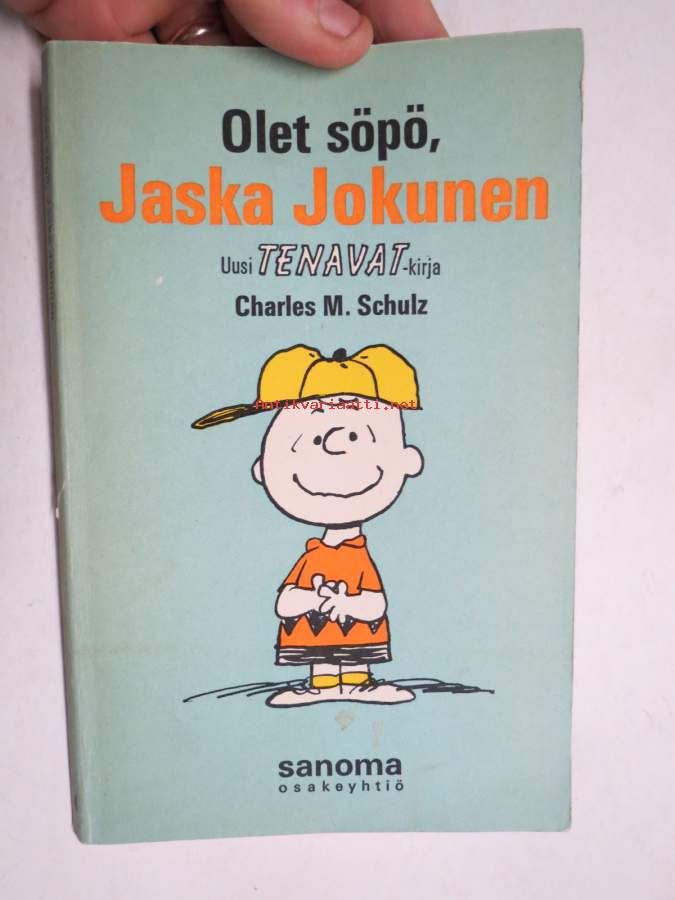 Olet söpö,
Jaska Jokunen
Uusi TENAVAT-kirja
Charles M. Schulz
antikvariaatti.net
sanoma
osakeyhtiö